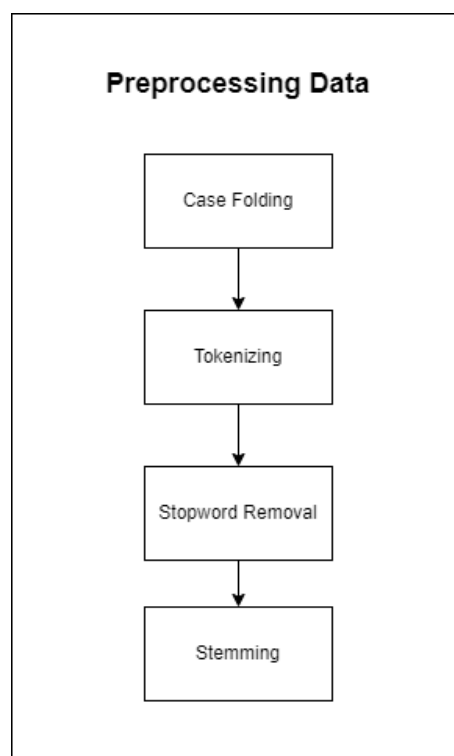 Preprocessing Data
Case Folding
Tokenizing
Stopword Removal
Stemming